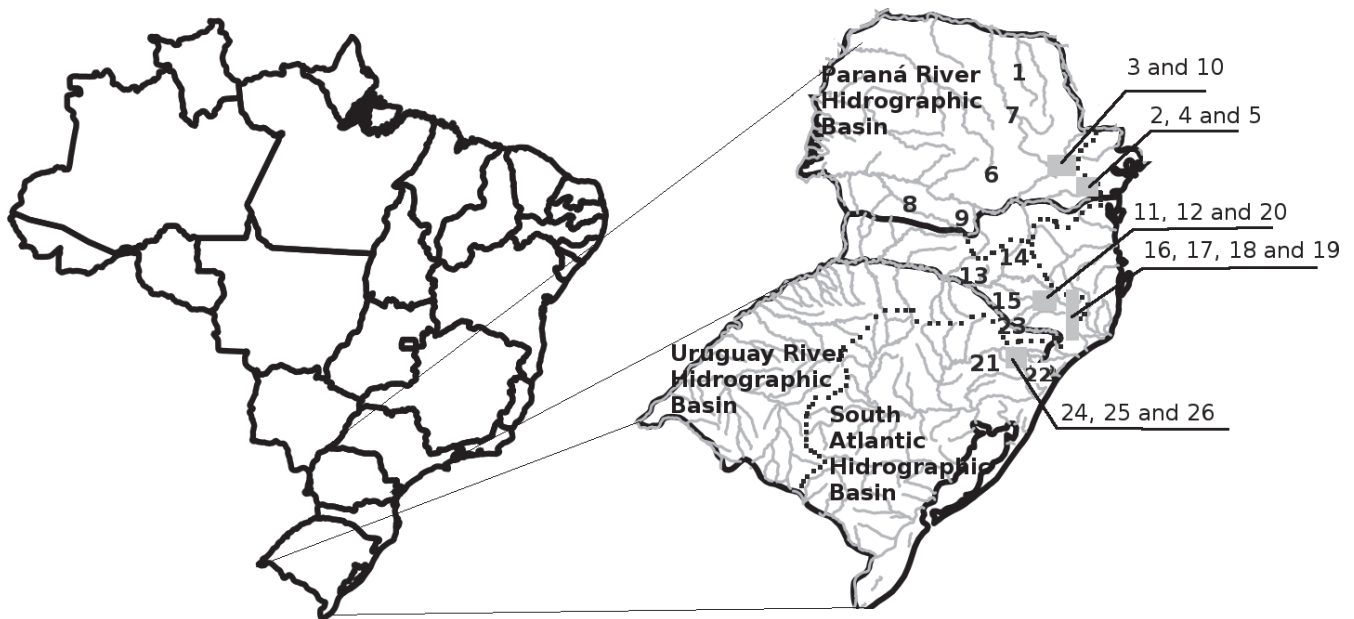 Paraná River
Hidrographic
Basin
1
7
6
8
9
3 and 10
2, 4 and 5
11, 12 and 20
16, 17, 18 and 19
14
13
15
23
21
22
24, 25 and 26
Uruguay River
Hidrographic
Basin
South
Atlantic
Hidrographic
Basin